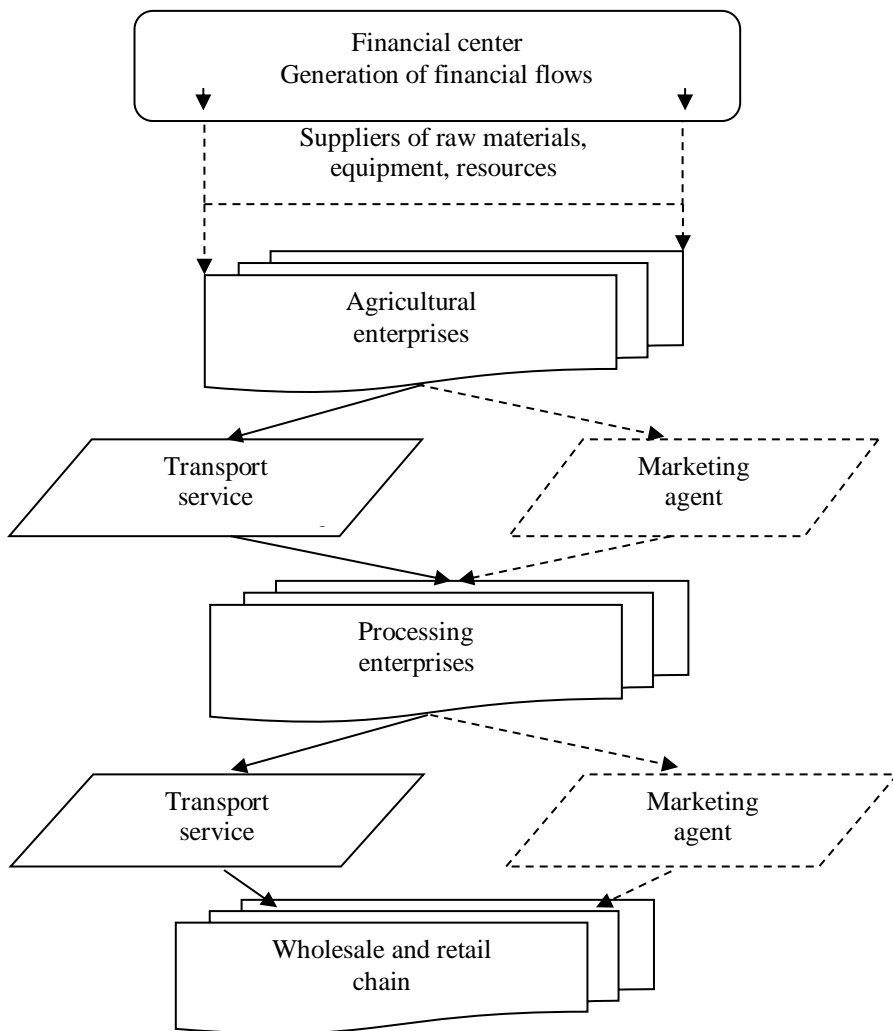 Financial center
Generation of financial flows
Suppliers of raw materials,
equipment, resources
Agricultural
enterprises
Transport
service
Marketing
agent
Processing
enterprises
Transport
service
Marketing
agent
Wholesale and retail
chain